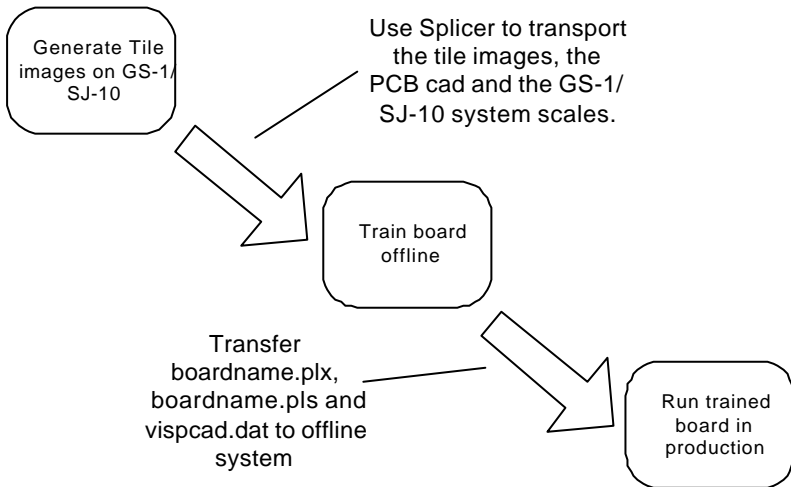 Generate Tile
images on GS-1/
SJ-10
Use Splicer to transport
the tile images, the
PCB cad and the GS-1/
SJ-10 system scales.
Train board
offline
Transfer
boardname.plx,
boardname.pls and
vispcad.dat to offline
system
Run trained
board in
production